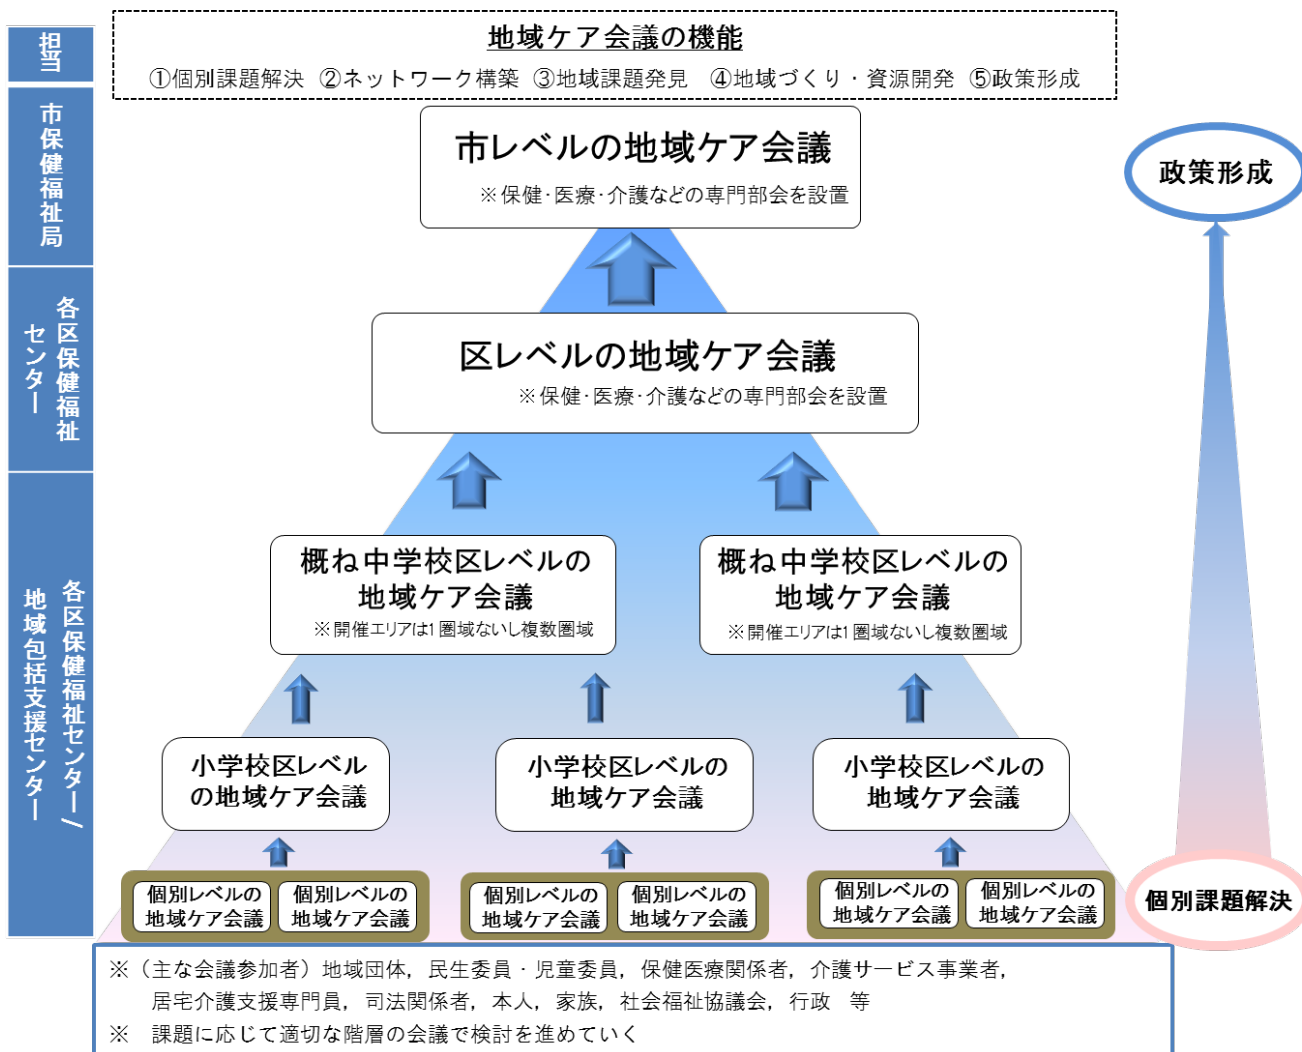 担当
地域ケア会議の機能
①個別課題解決 ②ネットワーク構築 ③地域課題発見 ④地域づくり・資源開発 ⑤政策形成
市保健福祉局
市レベルの地域ケア会議
※保健・医療・介護などの専門部会を設置
政策形成
各区保健福祉
センター
区レベルの地域ケア会議
※保健・医療・介護などの専門部会を設置
各区保健福祉センター/
地域包括支援センター
概ね中学校区レベルの
地域ケア会議
※開催エリアは1圏域ないし複数圏域
概ね中学校区レベルの
地域ケア会議
※開催エリアは1圏域ないし複数圏域
小学校区レベル
の地域ケア会議
小学校区レベルの
地域ケア会議
小学校区レベルの
地域ケア会議
個別レベルの
地域ケア会議
個別レベルの
地域ケア会議
個別レベルの
地域ケア会議
個別レベルの
地域ケア会議
個別レベルの
地域ケア会議
個別レベルの
地域ケア会議
個別課題解決
※（主な会議参加者）地域団体，民生委員・児童委員，保健医療関係者，介護サービス事業者，
居宅介護支援専門員，司法関係者，本人，家族，社会福祉協議会，行政 等
※ 課題に応じて適切な階層の会議で検討を進めていく